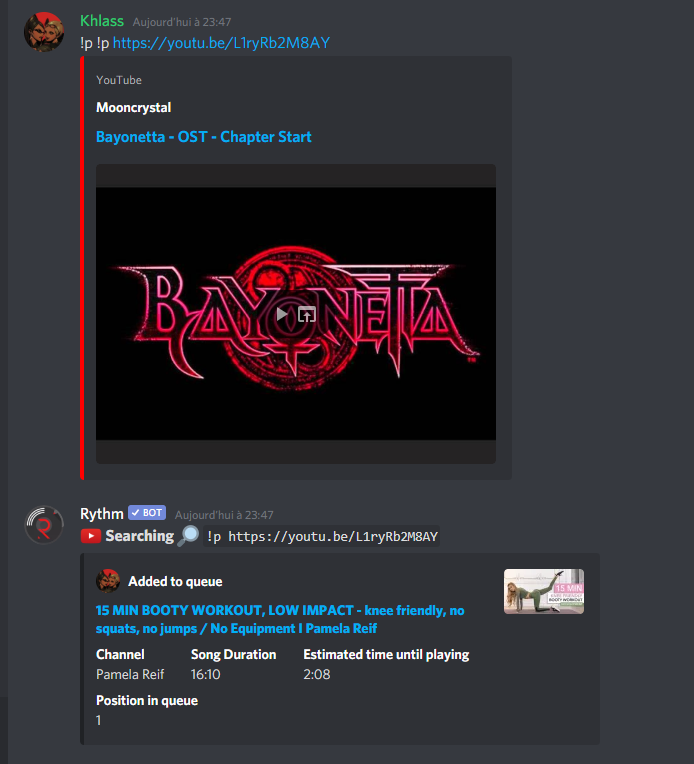 Khlass Aujourd'hui à 23:47
!p !p https://youtu.be/L1ryRb2M8AY
YouTube
Mooncrystal
Bayonetta - OST - Chapter Start
BAYONETTA
TM
Rythm BOT Aujourd'hui à 23:47
Searching !p https://youtu.be/L1ryRb2M8AY
Added to queue
15 MIN BOOTY WORKOUT, LOW IMPACT - knee friendly, no
squats, no jumps / No Equipment I Pamela Reif
15 MIN
KNEE FRIENDLY
BOOTY WORKOUT
Channel Song Duration Estimated time until playing
Pamela Reif 16:10 2:08
Position in queue
1